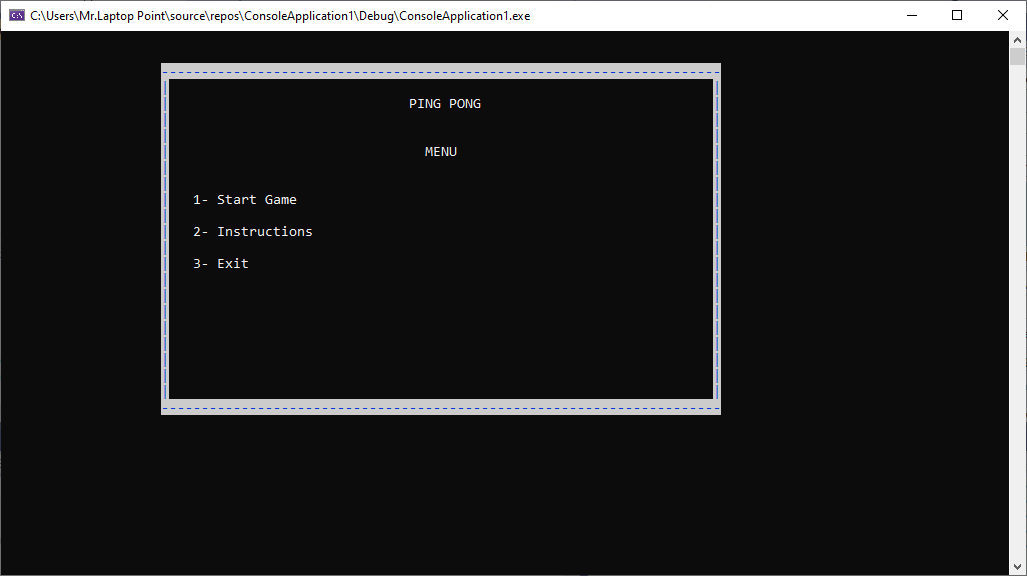 C:\Users\Mr.Laptop Point\source\repos\ConsoleApplication1\Debug\ConsoleApplication1.exe
PING PONG
MENU
1- Start Game
2- Instructions
3- Exit